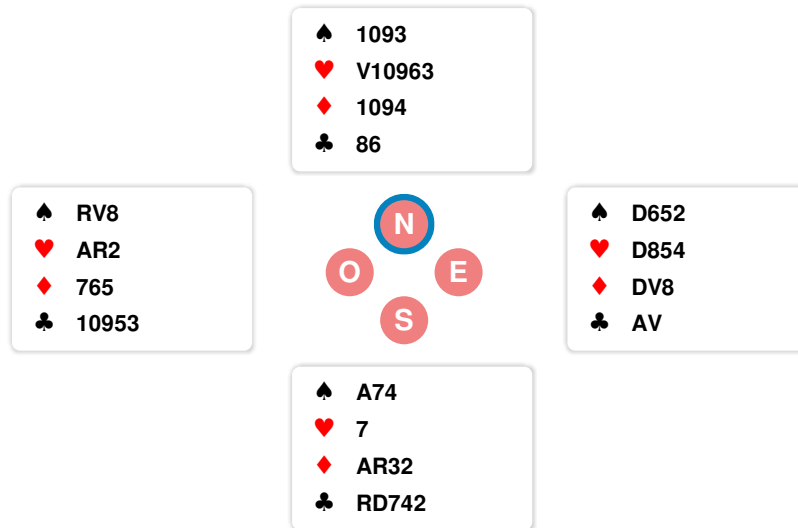 ♠ 1093
♥ V10963
♦ 1094
♣ 86
♠ RV8
♥ AR2
♦ 765
♣ 10953
N
O E
S
♠ D652
♥ D854
♦ DV8
♣ AV
♠ A74
♥ 7
♦ AR32
♣ RD742